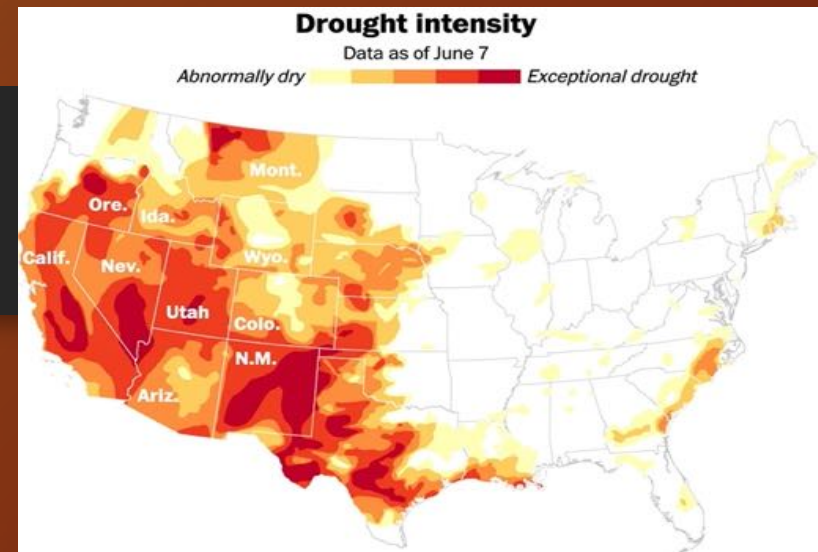 Drought intensity
Data as of June 7
Abnormally dry Exceptional drought
Mont.
Ore.
Ida.
Calif.
Nev.
Wyo.
Utah
Colo.
N.M.
Ariz.